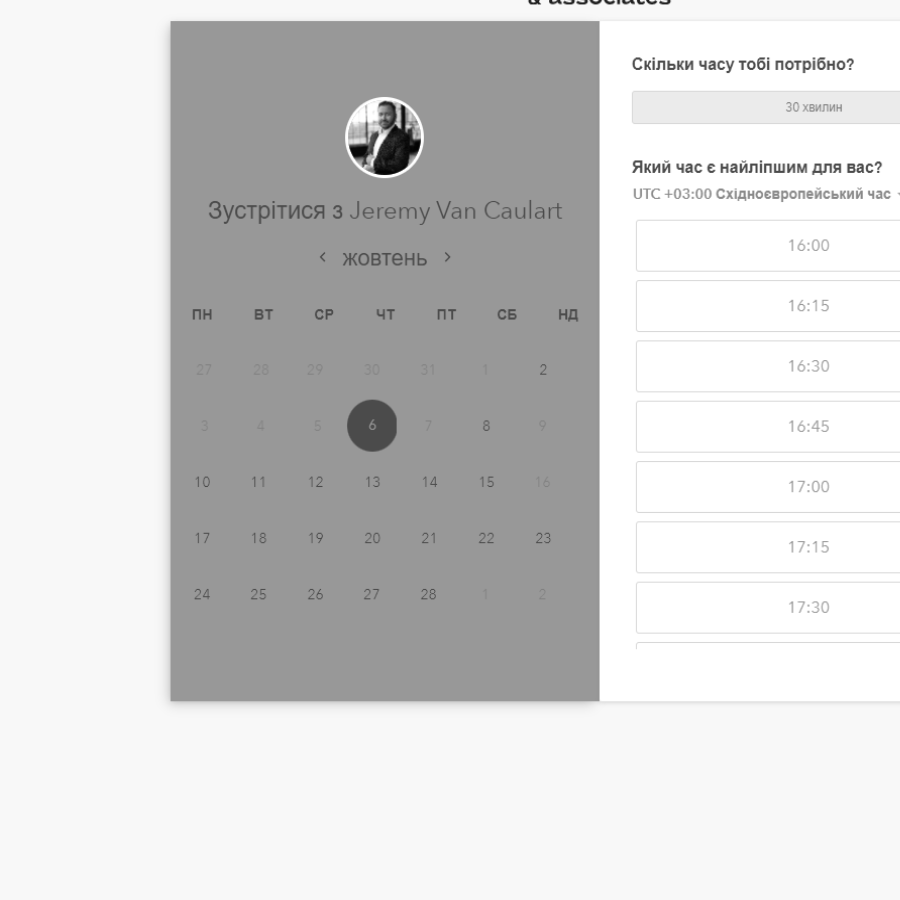 & associates
Зустрітися з Jeremy Van Caulart
жовтень
ПН ВТ СР ЧТ ПТ СБ НД
27 28 29 30 31 1 2
3 4 5 6 7 8 9
10 11 12 13 14 15 16
17 18 19 20 21 22 23
24 25 26 27 28 1 2
Скільки часу тобі потрібно?
30 хвилин
Який час є найліпшим для вас?
UTC +03:00 Східноєвропейський час
16:00
16:15
16:30
16:45
17:00
17:15
17:30